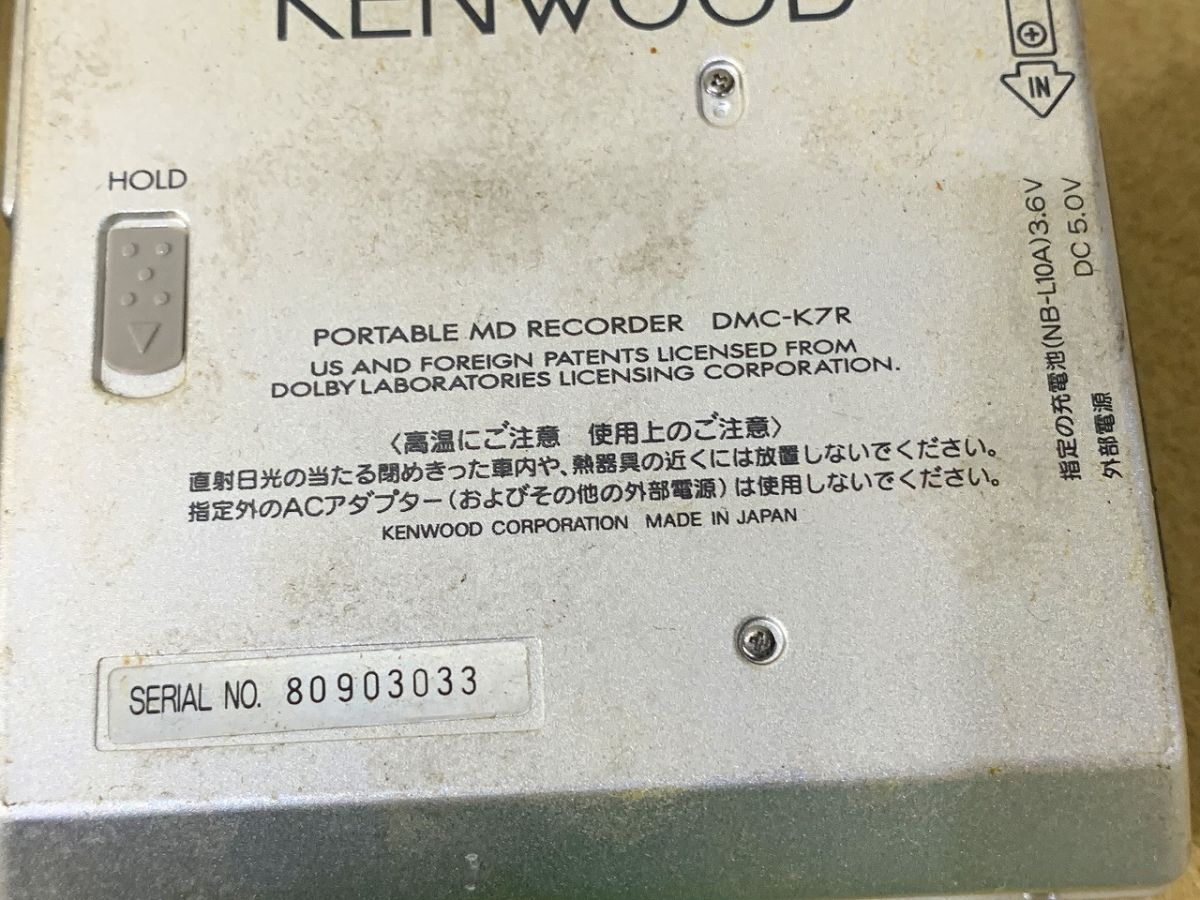 KENWOOD
IN
HOLD
指定の充電池(NB-L10A)3.6V
外部電源 DC 5.0V
PORTABLE MD RECORDER DMC-K7R
US AND FOREIGN PATENTS LICENSED FROM
DOLBY LABORATORIES LICENSING CORPORATION.
〈高温にご注意 使用上のご注意〉
直射日光の当たる閉めきった車内や、熱器具の近くには放置しないでください。
指定外のACアダプター(およびその他の外部電源)は使用しないでください。
KENWOOD CORPORATION MADE IN JAPAN
SERIAL NO. 80903033